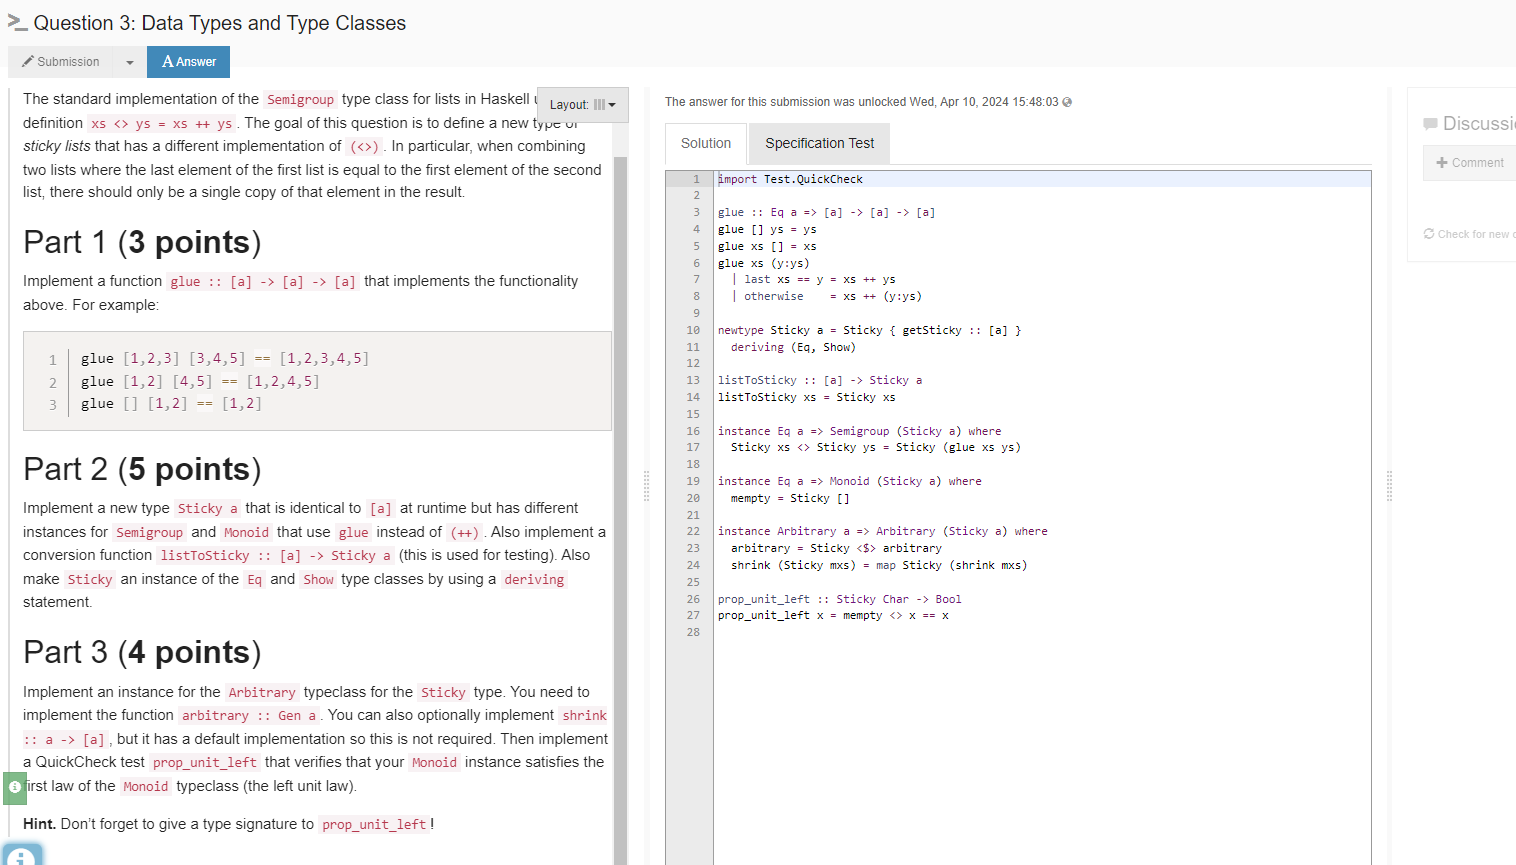 Question 3: Data Types and Type Classes
Submission
Answer
The standard implementation of the Semigroup type class for lists in Haskell
Layout:
definition xs <> ys = xs ++ ys . The goal of this question is to define a new type of
sticky lists that has a different implementation of (<>) . In particular, when combining
two lists where the last element of the first list is equal to the first element of the second
list, there should only be a single copy of that element in the result.
Part 1 (3 points)
Implement a function glue :: [a] -> [a] -> [a] that implements the functionality
above. For example:
1 glue [1,2,3] [3,4,5] == [1,2,3,4,5]
2 glue [1,2] [4,5] == [1,2,4,5]
3 glue [] [1,2] == [1,2]
Part 2 (5 points)
Implement a new type Sticky a that is identical to [a] at runtime but has different
instances for Semigroup and Monoid that use glue instead of (++) . Also implement a
conversion function listToSticky :: [a] -> Sticky a (this is used for testing). Also
make Sticky an instance of the Eq and Show type classes by using a deriving
statement.
Part 3 (4 points)
Implement an instance for the Arbitrary typeclass for the Sticky type. You need to
implement the function arbitrary :: Gen a . You can also optionally implement shrink
:: a -> [a] , but it has a default implementation so this is not required. Then implement
a QuickCheck test prop_unit_left that verifies that your Monoid instance satisfies the
first law of the Monoid typeclass (the left unit law).
Hint. Don't forget to give a type signature to prop_unit_left !
The answer for this submission was unlocked Wed, Apr 10, 2024 15:48:03
Solution
Specification Test
1 import Test.QuickCheck
2
3 glue :: Eq a => [a] -> [a] -> [a]
4 glue [] ys = ys
5 glue xs [] = xs
6 glue xs (y:ys)
7 | last xs == y = xs ++ ys
8 | otherwise = xs ++ (y:ys)
9
10 newtype Sticky a = Sticky { getSticky :: [a] }
11 deriving (Eq, Show)
12
13 listToSticky :: [a] -> Sticky a
14 listToSticky xs = Sticky xs
15
16 instance Eq a => Semigroup (Sticky a) where
17 Sticky xs <> Sticky ys = Sticky (glue xs ys)
18
19 instance Eq a => Monoid (Sticky a) where
20 mempty = Sticky []
21
22 instance Arbitrary a => Arbitrary (Sticky a) where
23 arbitrary = Sticky <$> arbitrary
24 shrink (Sticky mxs) = map Sticky (shrink mxs)
25
26 prop_unit_left :: Sticky Char -> Bool
27 prop_unit_left x = mempty <> x == x
28
Discussi
Comment
Check for new